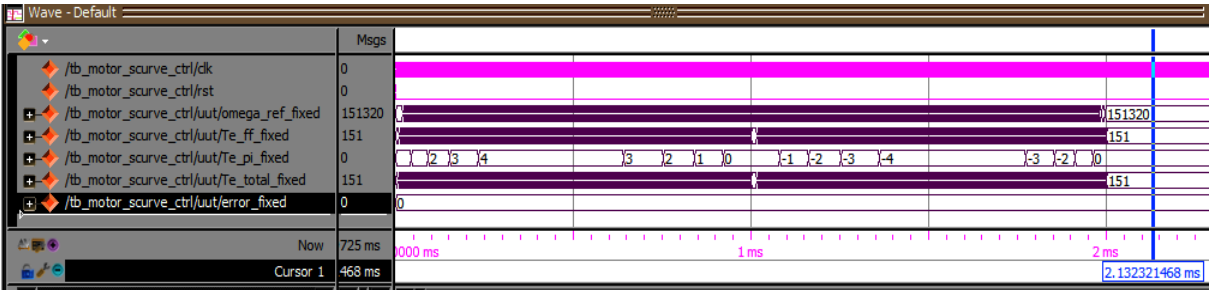 Wave - Default
Msgs
/tb_motor_scurve_ctrl/clk 0
/tb_motor_scurve_ctrl/rst 0
/tb_motor_scurve_ctrl/uut/omega_ref_fixed 151320 151320
/tb_motor_scurve_ctrl/uut/Te_ff_fixed 151 151
/tb_motor_scurve_ctrl/uut/Te_pi_fixed 0 2 3 4 3 2 1 0 -1 -2 -3 -4 -3 -2 0
/tb_motor_scurve_ctrl/uut/Te_total_fixed 151 151
/tb_motor_scurve_ctrl/uut/error_fixed 0 0
Now 725 ms 0000 ms 1 ms 2 ms
Cursor 1 468 ms 2.132321468 ms